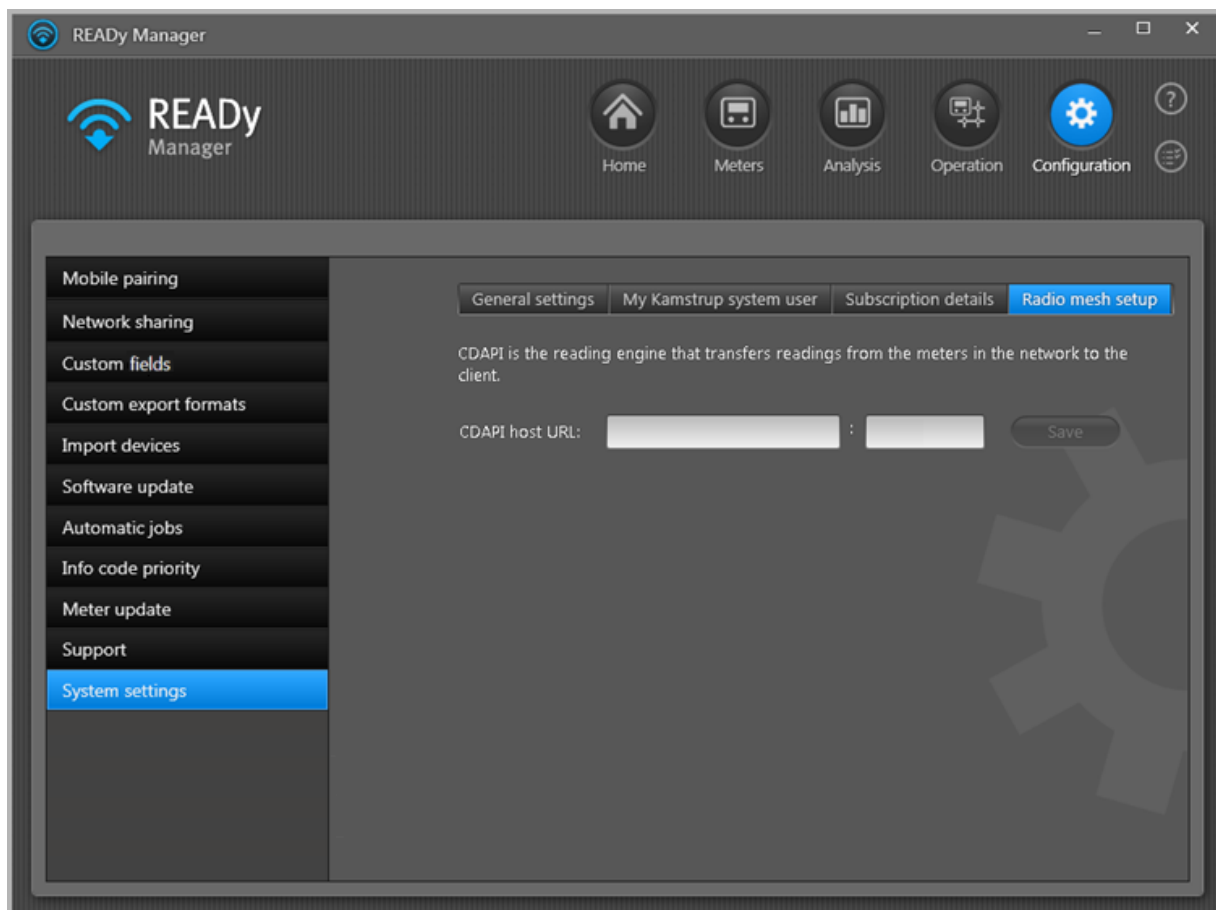 READy Manager
READy
Manager
?
Home Meters Analysis Operation Configuration
Mobile pairing
Network sharing
Custom fields
Custom export formats
Import devices
Software update
Automatic jobs
Info code priority
Meter update
Support
System settings
General settings My Kamstrup system user Subscription details Radio mesh setup
CDAPI is the reading engine that transfers readings from the meters in the network to the
client.
CDAPI host URL: : Save